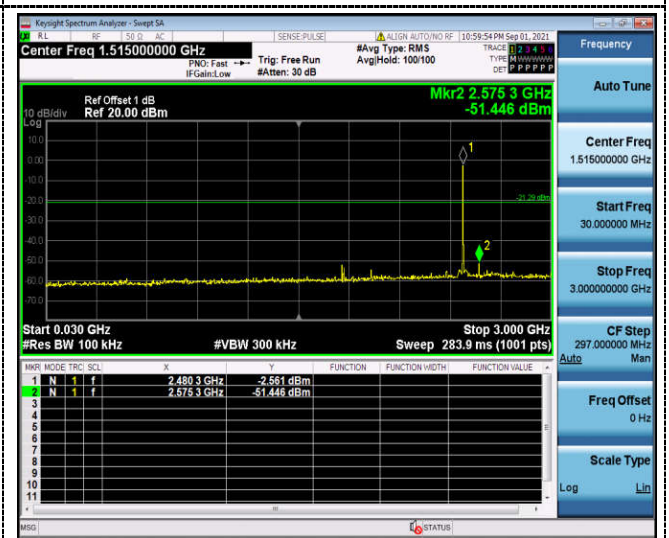 Keysight Spectrum Analyzer - Swept SA
RL RF 50 Ω AC SENSE:PULSE ALIGN AUTO/NO RF 10:59:54 PM Sep 01, 2021
Center Freq 1.515000000 GHz
PNO: Fast
IFGain:Low
Trig: Free Run
#Atten: 30 dB
#Avg Type: RMS
Avg|Hold: 100/100
TRACE 1 2 3 4 5 6
TYPE M W W W W W
DET P P P P P P
Mkr2 2.575 3 GHz
-51.446 dBm
Ref Offset 1 dB
10 dB/div Ref 20.00 dBm
Log
10.0
0.00
-10.0
-20.0
-30.0
-40.0
-50.0
-60.0
-70.0
1
-21.29 dBm
2
Start 0.030 GHz Stop 3.000 GHz
#Res BW 100 kHz #VBW 300 kHz Sweep 283.9 ms (1001 pts)
MKR MODE TRC SCL X Y FUNCTION FUNCTION WIDTH FUNCTION VALUE
1 N 1 f 2.480 3 GHz -2.561 dBm
2 N 1 f 2.575 3 GHz -51.446 dBm
3
4
5
6
7
8
9
10
11
MSG STATUS
Frequency
Auto Tune
Center Freq
1.515000000 GHz
Start Freq
30.000000 MHz
Stop Freq
3.000000000 GHz
CF Step
297.000000 MHz
Auto Man
Freq Offset
0 Hz
Scale Type
Log Lin